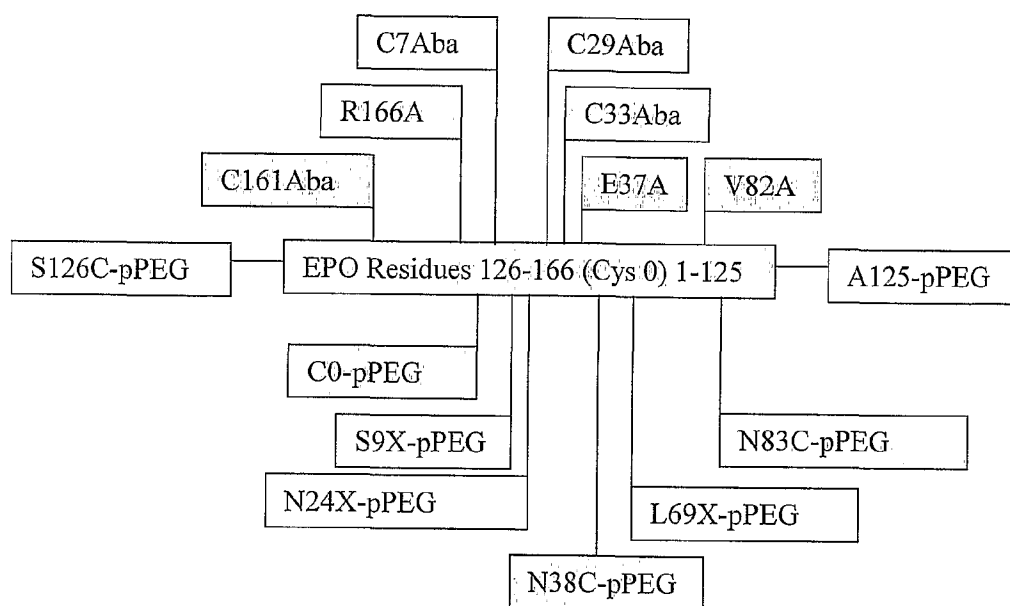 C7Aba
C29Aba
R166A
C33Aba
C161Aba
E37A
V82A
S126C-pPEG
EPO Residues 126-166 (Cys 0) 1-125
A125-pPEG
C0-pPEG
S9X-pPEG
N83C-pPEG
N24X-pPEG
L69X-pPEG
N38C-pPEG